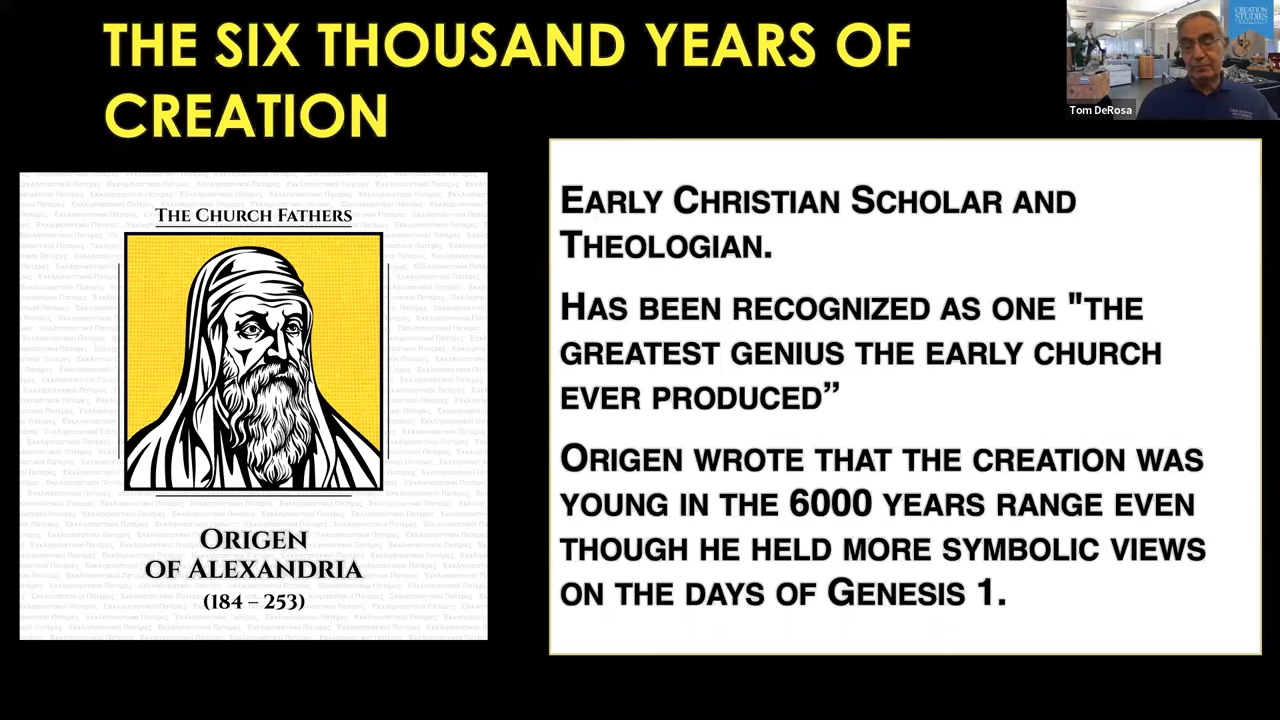 THE SIX THOUSAND YEARS OF
CREATION
CREATION
STUDIES
Tom DeRosa
THE CHURCH FATHERS
ORIGEN
OF ALEXANDRIA
(184 – 253)
EARLY CHRISTIAN SCHOLAR AND
THEOLOGIAN.
HAS BEEN RECOGNIZED AS ONE "THE
GREATEST GENIUS THE EARLY CHURCH
EVER PRODUCED”
ORIGEN WROTE THAT THE CREATION WAS
YOUNG IN THE 6000 YEARS RANGE EVEN
THOUGH HE HELD MORE SYMBOLIC VIEWS
ON THE DAYS OF GENESIS 1.